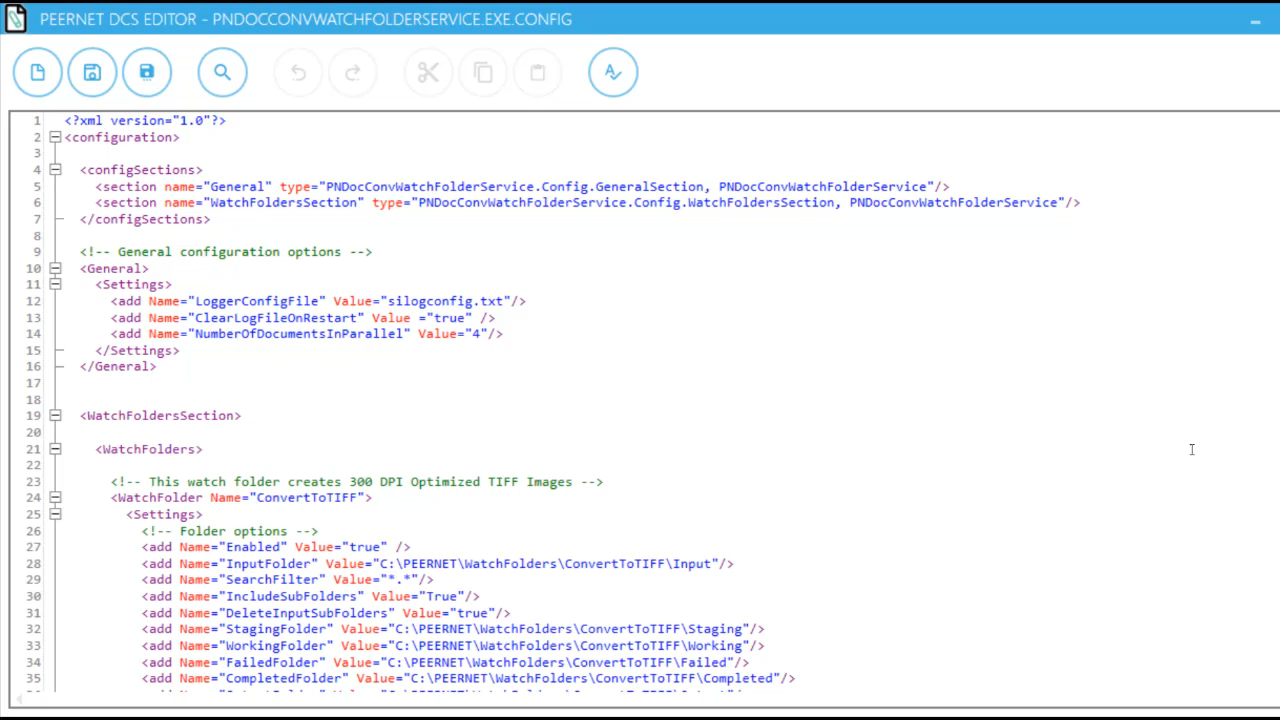 PEERNET DCS EDITOR - PNDOCCONVWATCHFOLDERSERVICE.EXE.CONFIG
1 <?xml version="1.0"?>
2 <configuration>
3
4 <configSections>
5 <section name="General" type="PNDocConvWatchFolderService.Config.GeneralSection, PNDocConvWatchFolderService"/>
6 <section name="WatchFoldersSection" type="PNDocConvWatchFolderService.Config.WatchFoldersSection, PNDocConvWatchFolderService"/>
7 </configSections>
8
9 <!-- General configuration options -->
10 <General>
11 <Settings>
12 <add Name="LoggerConfigFile" Value="silogconfig.txt"/>
13 <add Name="ClearLogFileOnRestart" Value ="true" />
14 <add Name="NumberOfDocumentsInParallel" Value="4"/>
15 </Settings>
16 </General>
17
18
19 <WatchFoldersSection>
20
21 <WatchFolders>
22
23 <!-- This watch folder creates 300 DPI Optimized TIFF Images -->
24 <WatchFolder Name="ConvertToTIFF">
25 <Settings>
26 <!-- Folder options -->
27 <add Name="Enabled" Value="true" />
28 <add Name="InputFolder" Value="C:\PEERNET\WatchFolders\ConvertToTIFF\Input"/>
29 <add Name="SearchFilter" Value="*.*"/>
30 <add Name="IncludeSubFolders" Value="True"/>
31 <add Name="DeleteInputSubFolders" Value="true"/>
32 <add Name="StagingFolder" Value="C:\PEERNET\WatchFolders\ConvertToTIFF\Staging"/>
33 <add Name="WorkingFolder" Value="C:\PEERNET\WatchFolders\ConvertToTIFF\Working"/>
34 <add Name="FailedFolder" Value="C:\PEERNET\WatchFolders\ConvertToTIFF\Failed"/>
35 <add Name="CompletedFolder" Value="C:\PEERNET\WatchFolders\ConvertToTIFF\Completed"/>